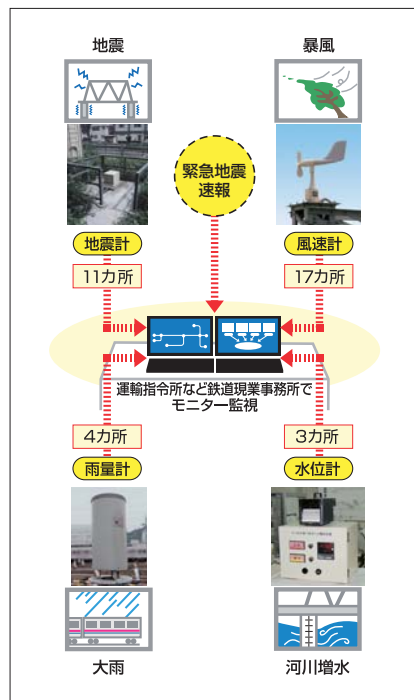 地震
暴風
緊急地震
速報
地震計
風速計
11カ所
17カ所
運輸指令所など鉄道現業事務所で
モニター監視
4カ所
3カ所
雨量計
水位計
大雨
河川増水